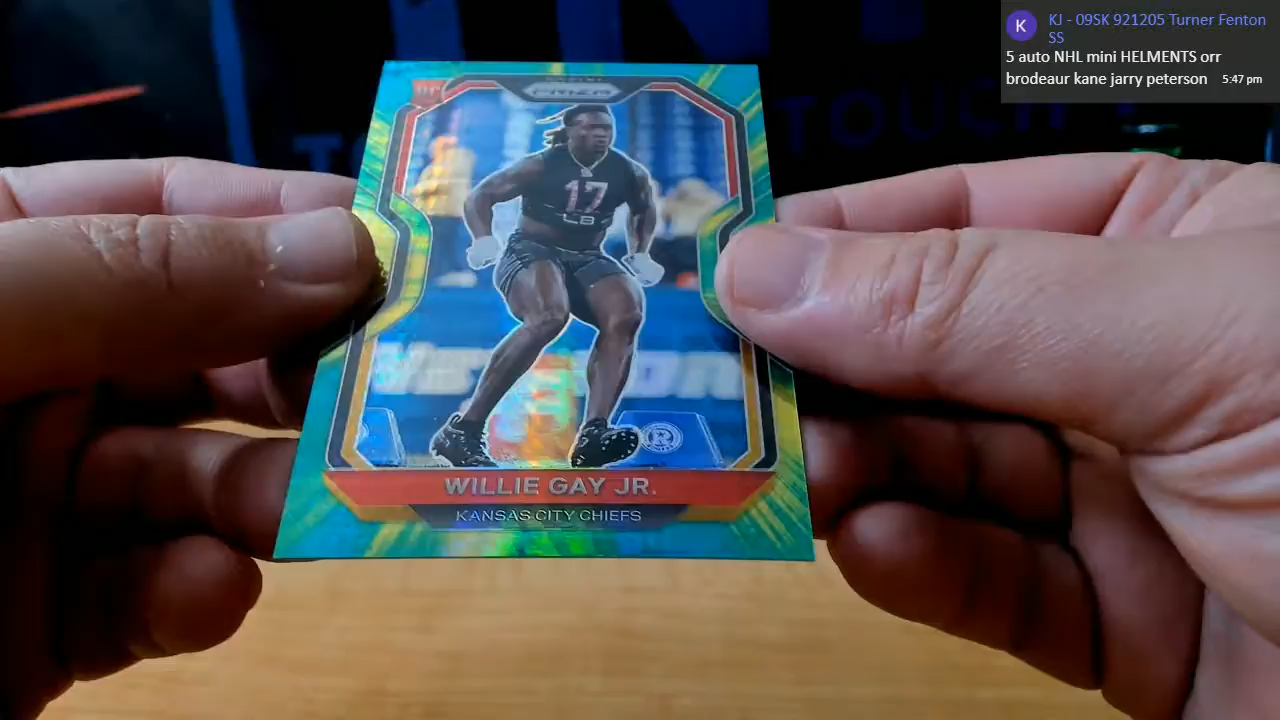 KJ - 09SK 921205 Turner Fenton
SS
5 auto NHL mini HELMENTS orr
brodeur kane jarry peterson 5:47 pm
K
TOUCH
PRIZM
17
LB
WILLIE GAY JR.
KANSAS CITY CHIEFS